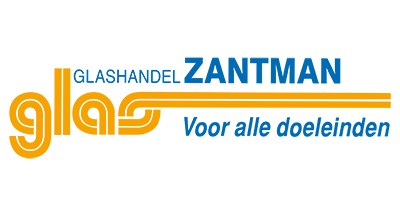 GLASHANDEL ZANTMAN
glas
Voor alle doeleinden